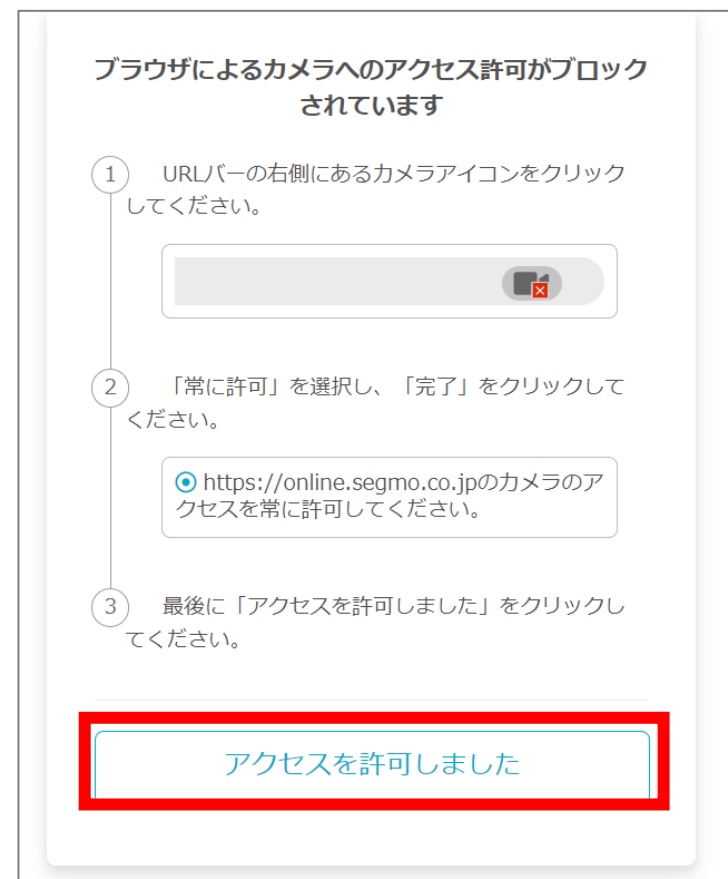 ブラウザによるカメラへのアクセス許可がブロック
されています
1 URLバーの右側にあるカメラアイコンをクリック
してください。
2 「常に許可」を選択し、「完了」をクリックして
ください。
https://online.segmo.co.jpのカメラのア
クセスを常に許可してください。
3 最後に「アクセスを許可しました」をクリックし
てください。
アクセスを許可しました